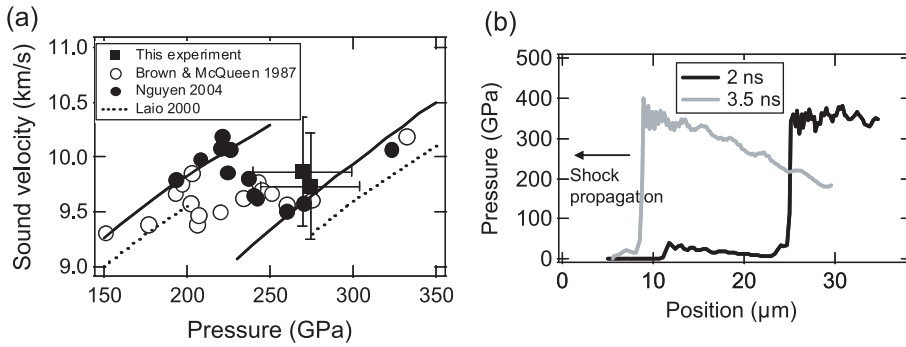 (a)
11.0
10.5
10.0
9.5
9.0
Sound velocity (km/s)
This experiment
Brown & McQueen 1987
Nguyen 2004
Laio 2000
150
200
250
300
350
Pressure (GPa)
(b)
500
400
300
200
100
0
Pressure (GPa)
2 ns
3.5 ns
Shock
propagation
0
10
20
30
Position (µm)